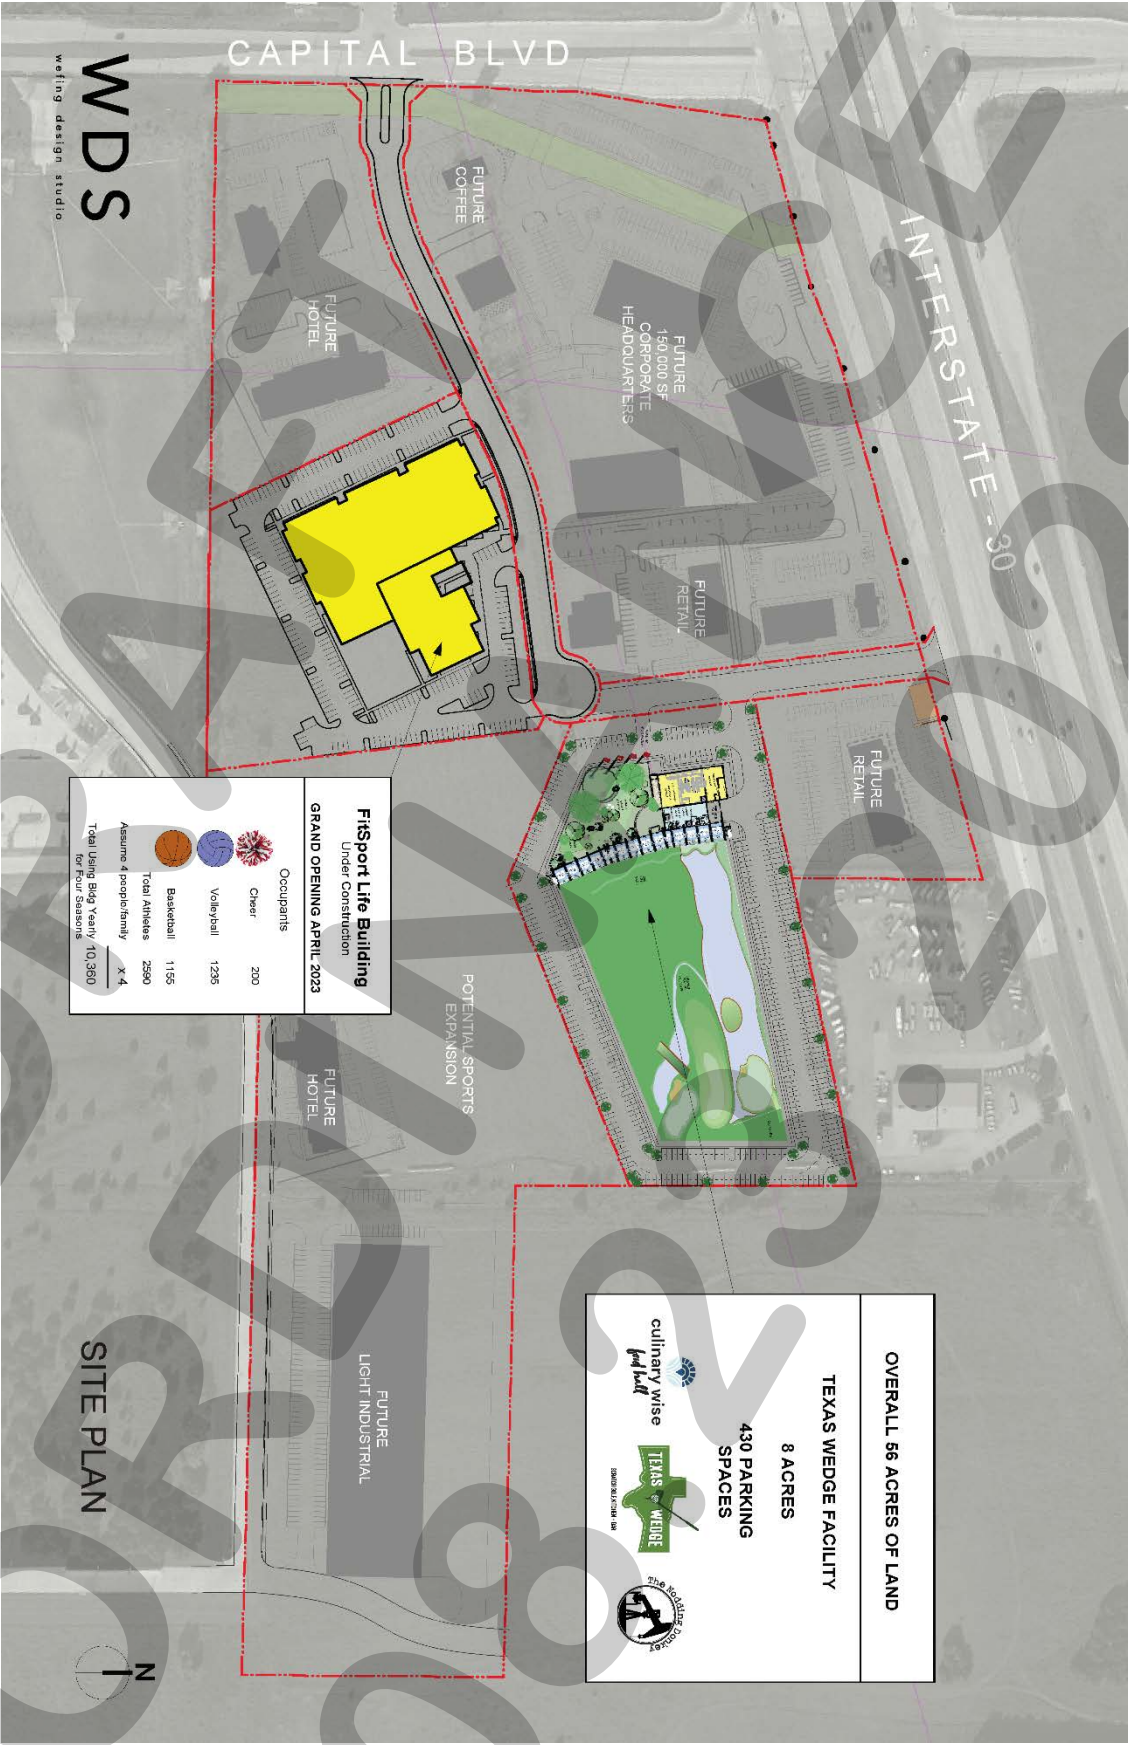 CAPITAL BLVD
INTERSTATE - 30
WDS
wefing design studio
FUTURE
COFFEE
FUTURE
HOTEL
FUTURE
150,000 SF
CORPORATE
HEADQUARTERS
FUTURE
RETAIL
FUTURE
RETAIL
FitSport Life Building
Under Construction
GRAND OPENING APRIL 2023
Occupants
Cheer 200
Volleyball 1235
Basketball 1155
Total Athletes 2590
Assume 4 people/family X 4
Total Using Bldg Yearly 10,360
for Four Seasons
POTENTIAL SPORTS
EXPANSION
FUTURE
HOTEL
FUTURE
LIGHT INDUSTRIAL
OVERALL 56 ACRES OF LAND
TEXAS WEDGE FACILITY
8 ACRES
430 PARKING
SPACES
culinary wise
food hall
TEXAS WEDGE
The Nodding Donkey
SITE PLAN
N